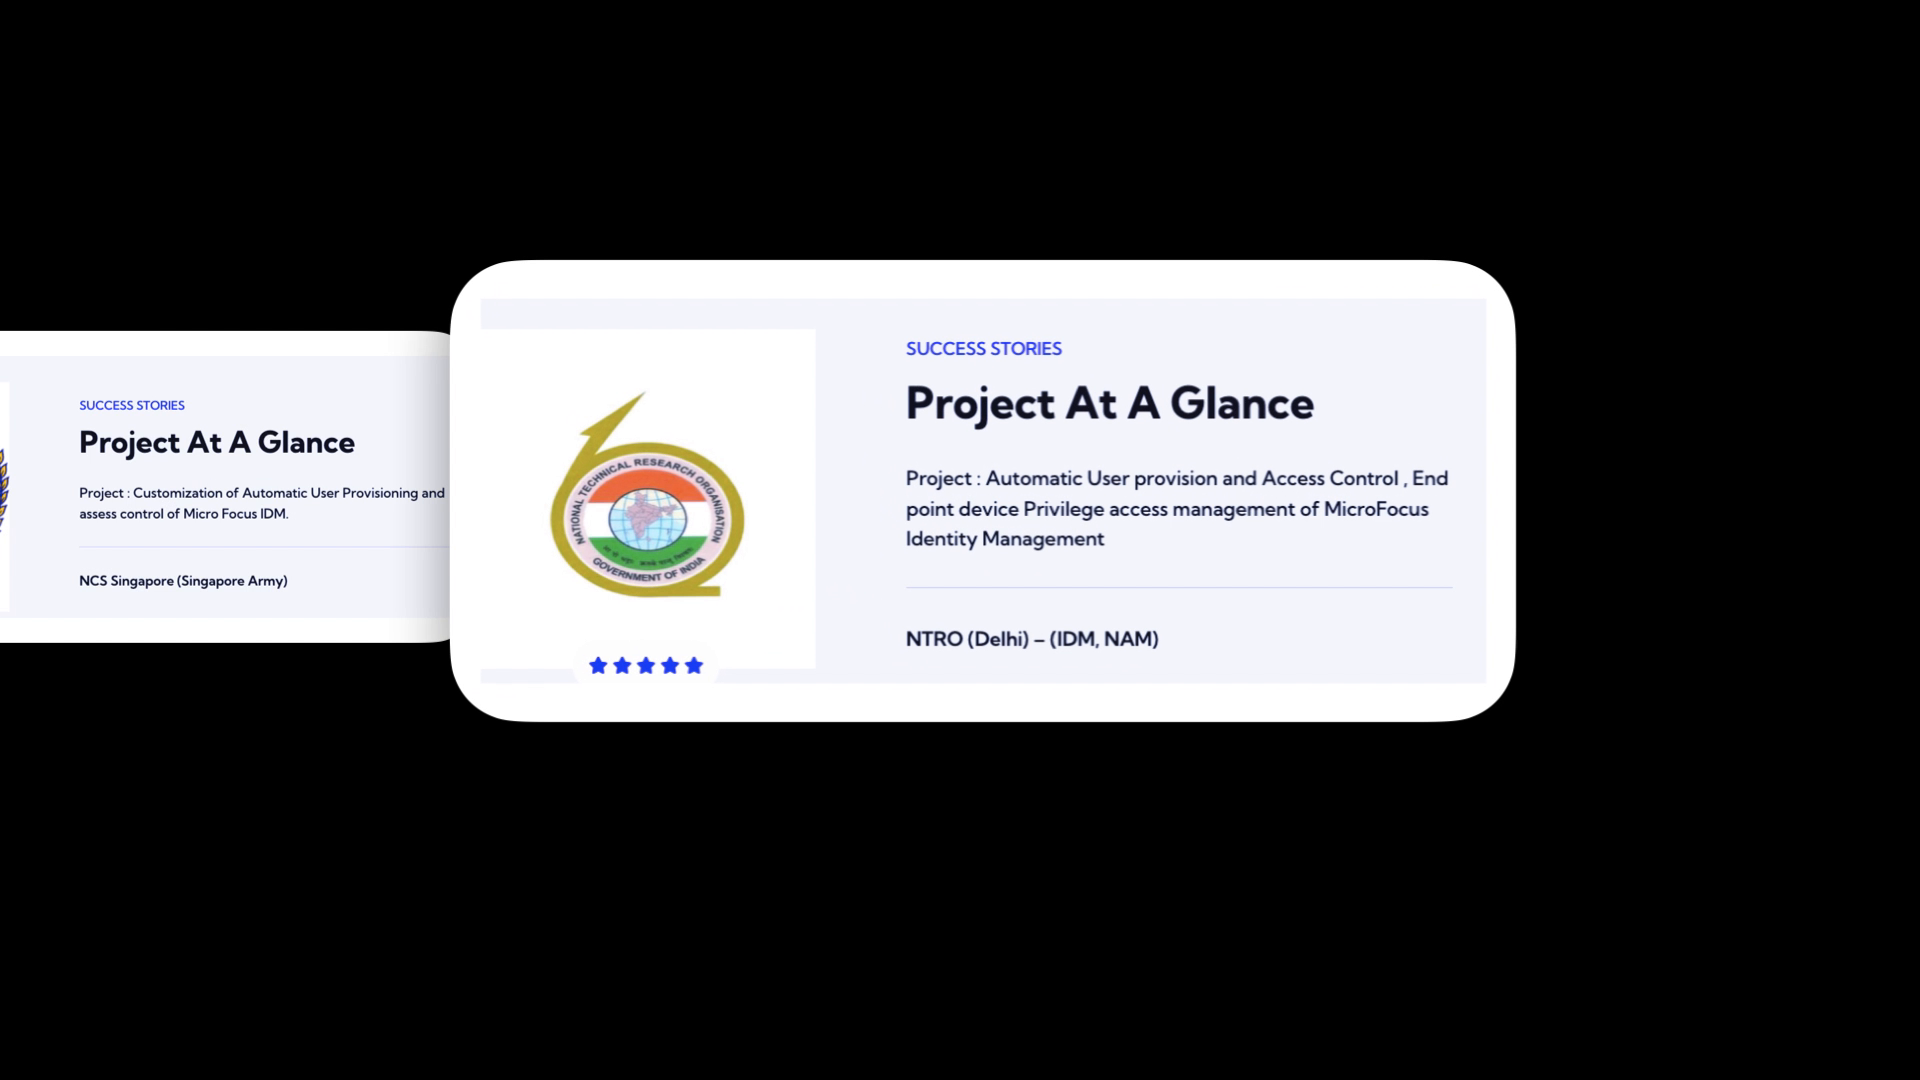 SUCCESS STORIES
Project At A Glance
Project : Customization of Automatic User Provisioning and
assess control of Micro Focus IDM.
NCS Singapore (Singapore Army)
NATIONAL TECHNICAL RESEARCH ORGANISATION
GOVERNMENT OF INDIA
SUCCESS STORIES
Project At A Glance
Project : Automatic User provision and Access Control , End
point device Privilege access management of MicroFocus
Identity Management
NTRO (Delhi) – (IDM, NAM)